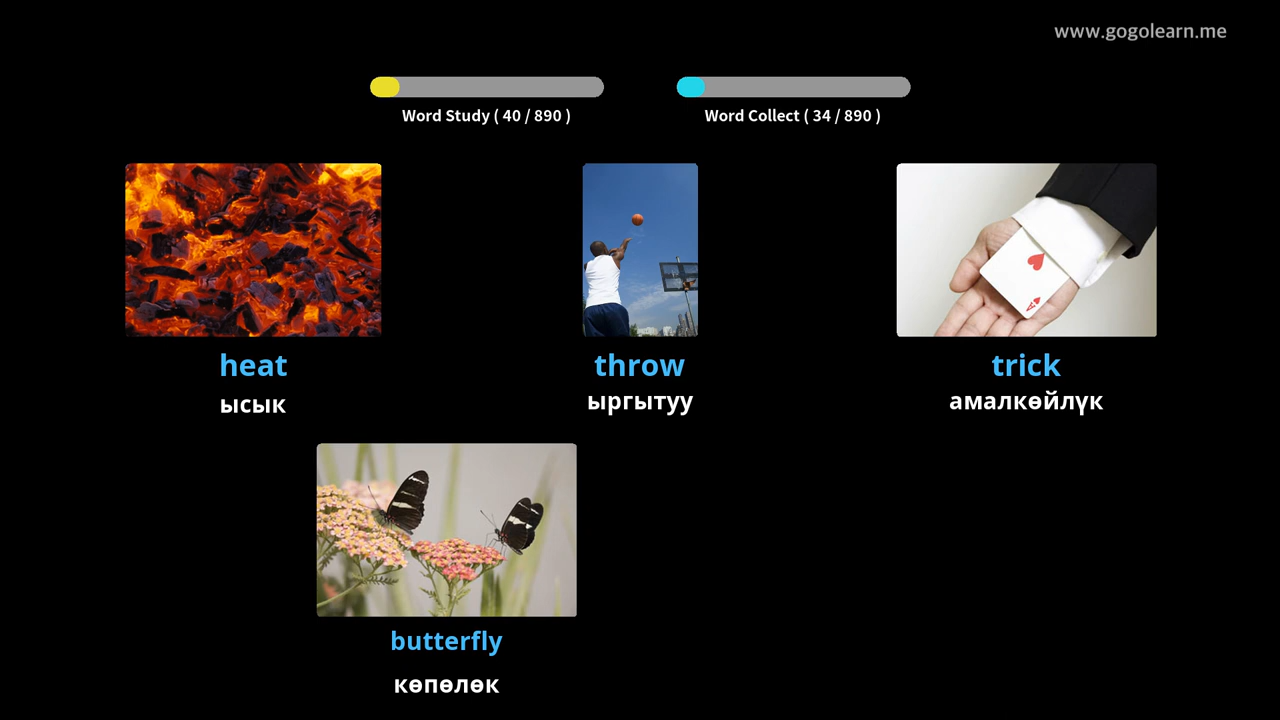 www.gogolearn.me
Word Study ( 40 / 890 )
Word Collect ( 34 / 890 )
heat
ысык
throw
ыргытуу
trick
амалкөйлүк
butterfly
көпөлөк